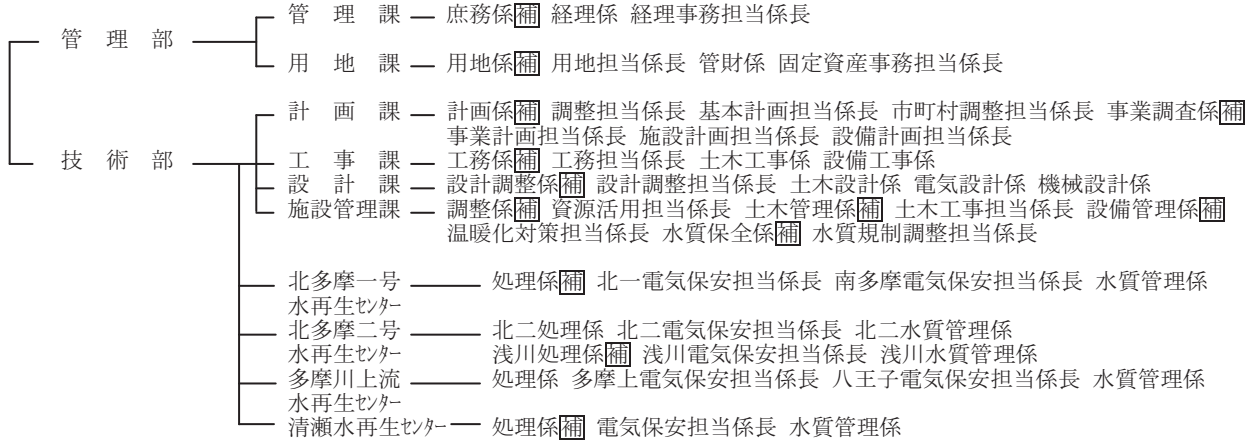 管理課 庶務係補 経理係 経理事務担当係長
管理部
用地課 用地係補 用地担当係長 管財係 固定資産事務担当係長
計画課 計画係補 調整担当係長 基本計画担当係長 市町村調整担当係長 事業調査係補
事業計画担当係長 施設計画担当係長 設備計画担当係長
技術部
工事課 工務係補 工務担当係長 土木工事係 設備工事係
設計課 設計調整係補 設計調整担当係長 土木設計係 電気設計係 機械設計係
施設管理課 調整係補 資源活用担当係長 土木管理係補 土木工事担当係長 設備管理係補
温暖化対策担当係長 水質保全係補 水質規制調整担当係長
北多摩一号 処理係補 北一電気保安担当係長 南多摩電気保安担当係長 水質管理係
水再生ｾﾝﾀｰ
北多摩二号 北二処理係 北二電気保安担当係長 北二水質管理係
水再生ｾﾝﾀｰ 浅川処理係補 浅川電気保安担当係長 浅川水質管理係
多摩川上流 処理係 多摩上電気保安担当係長 八王子電気保安担当係長 水質管理係
水再生ｾﾝﾀｰ
清瀬水再生ｾﾝﾀｰ 処理係補 電気保安担当係長 水質管理係